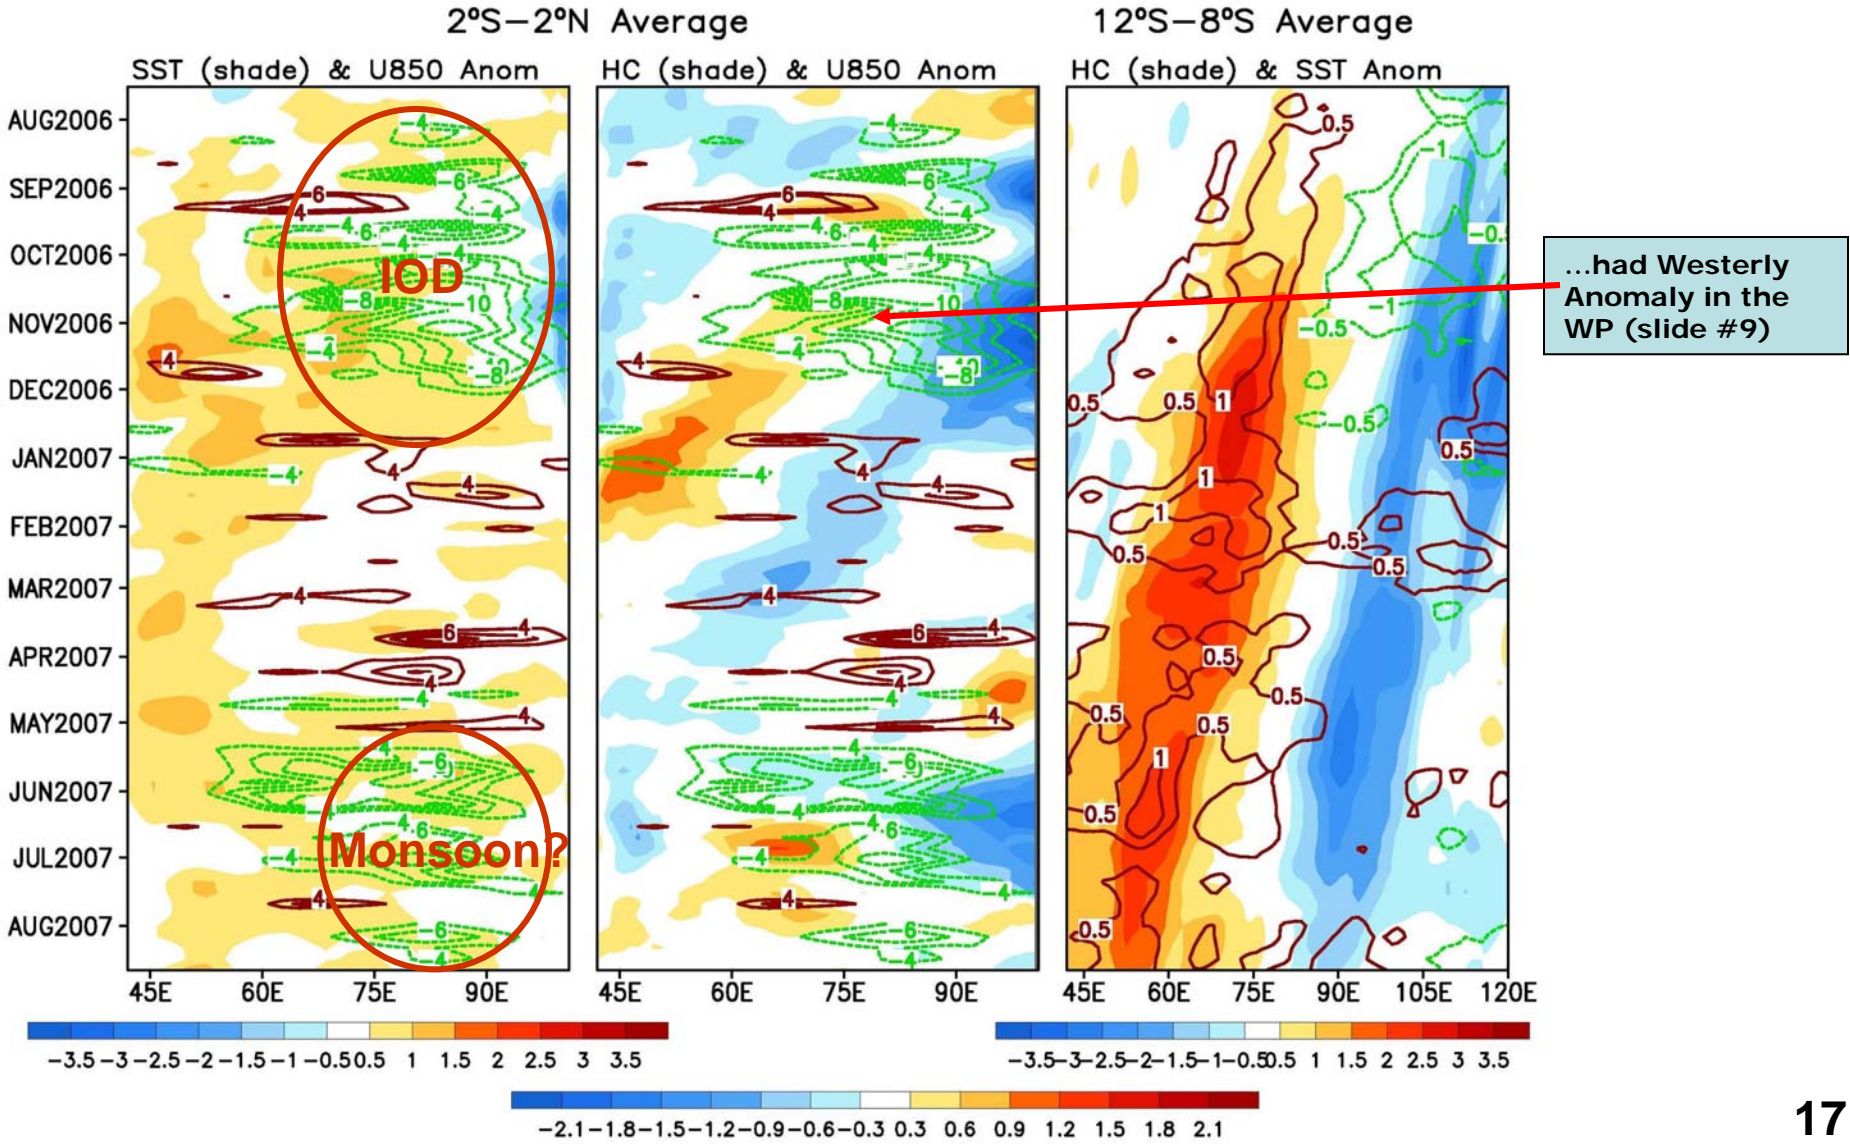 2°S−2°N Average
12°S−8°S Average
SST (shade) & U850 Anom
HC (shade) & U850 Anom
HC (shade) & SST Anom
AUG2006
SEP2006
OCT2006
NOV2006
DEC2006
JAN2007
FEB2007
MAR2007
APR2007
MAY2007
JUN2007
JUL2007
AUG2007
IOD
Monsoon?
...had Westerly
Anomaly in the
WP (slide #9)
45E 60E 75E 90E
45E 60E 75E 90E
45E 60E 75E 90E 105E 120E
−3.5 −3 −2.5 −2 −1.5 −1 −0.5 0.5 1 1.5 2 2.5 3 3.5
−3.5 −3 −2.5 −2 −1.5 −1 −0.5 0.5 1 1.5 2 2.5 3 3.5
−2.1 −1.8 −1.5 −1.2 −0.9 −0.6 −0.3 0.3 0.6 0.9 1.2 1.5 1.8 2.1
17